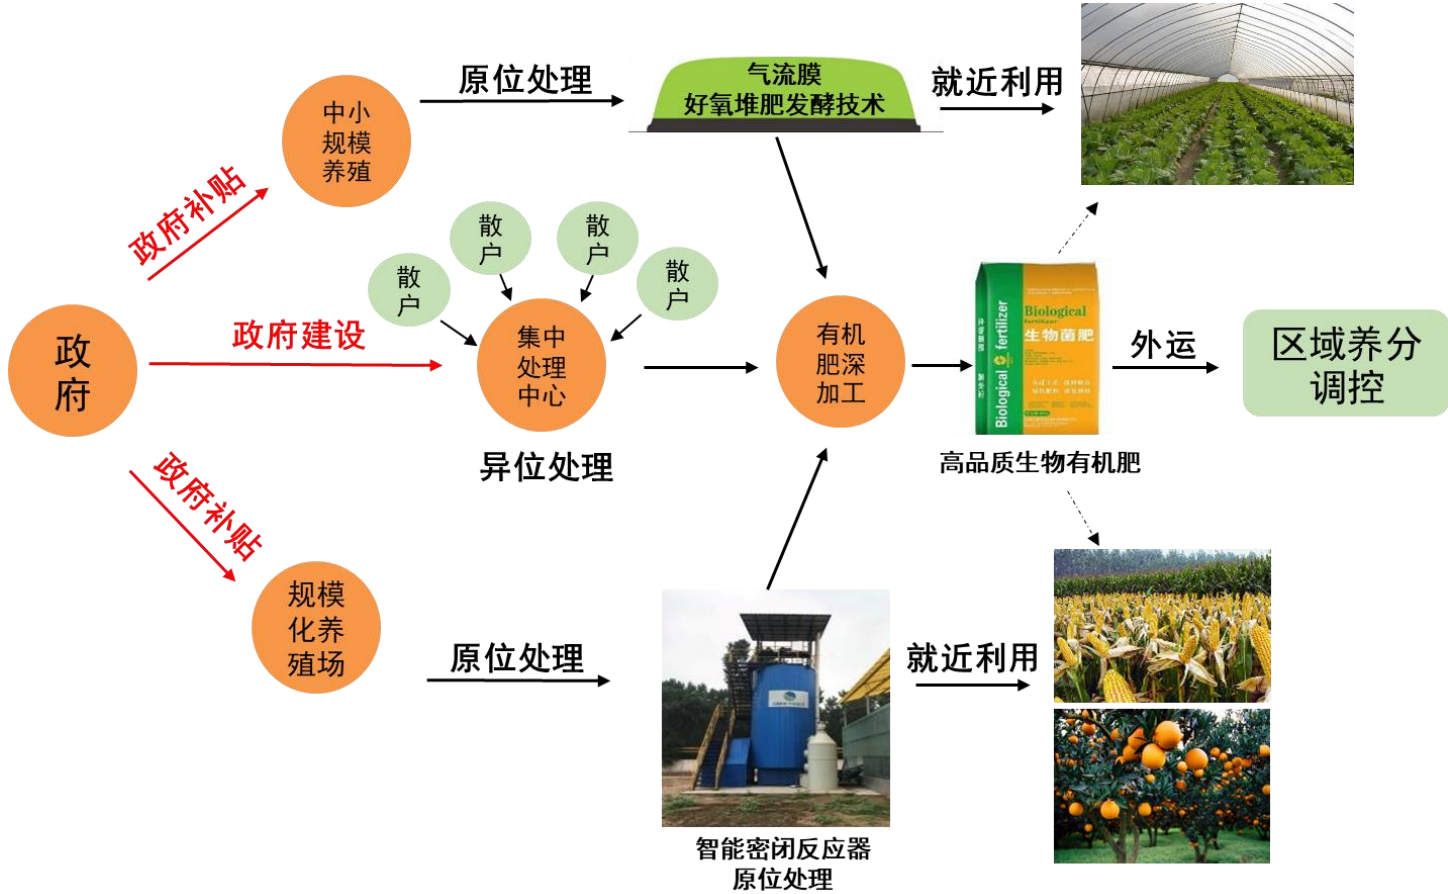 中小
规模
养殖
原位处理
气流膜
好氧堆肥发酵技术
就近利用
政府补贴
散
户
散
户
散
户
散
户
政
府
政府建设
集中
处理
中心
异位处理
有机
肥深
加工
Biological fertilizer
Biological
fertilizer
生物菌肥
高品质生物有机肥
外运
区域养分
调控
政府补贴
规模
化养
殖场
原位处理
智能密闭反应器
原位处理
就近利用